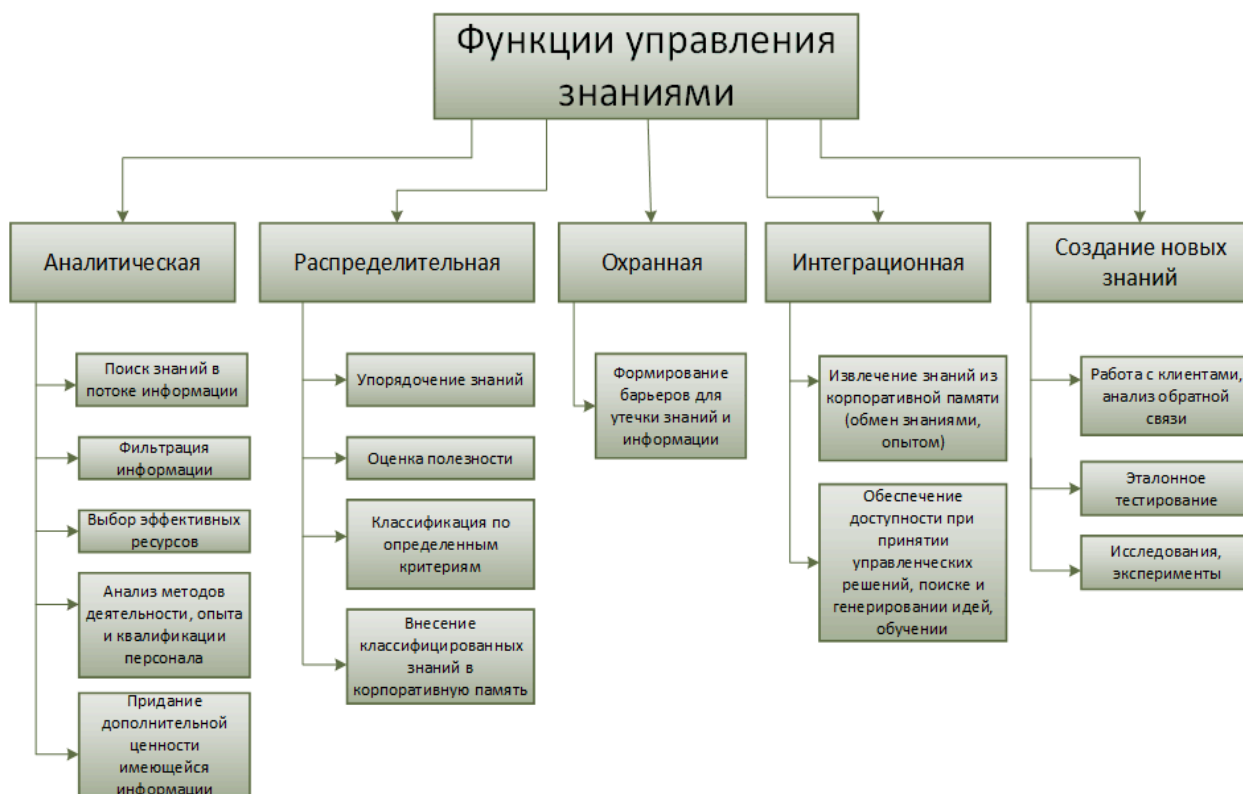 Функции управления
знаниями
Аналитическая
Поиск знаний в
потоке информации
Фильтрация
информации
Выбор эффективных
ресурсов
Анализ методов
деятельности, опыта
и квалификации
персонала
Придание
дополнительной
ценности
имеющейся
информации
Распределительная
Упорядочение знаний
Оценка полезности
Классификация по
определенным
критериям
Внесение
классифицированных
знаний в
корпоративную память
Охранная
Формирование
барьеров для
утечки знаний и
информации
Интеграционная
Извлечение знаний из
корпоративной памяти
(обмен знаниями,
опытом)
Обеспечение
доступности при
принятии
управленческих
решений, поиске и
генерировании идей,
обучении
Создание новых
знаний
Работа с клиентами,
анализ обратной
связи
Эталонное
тестирование
Исследования,
эксперименты